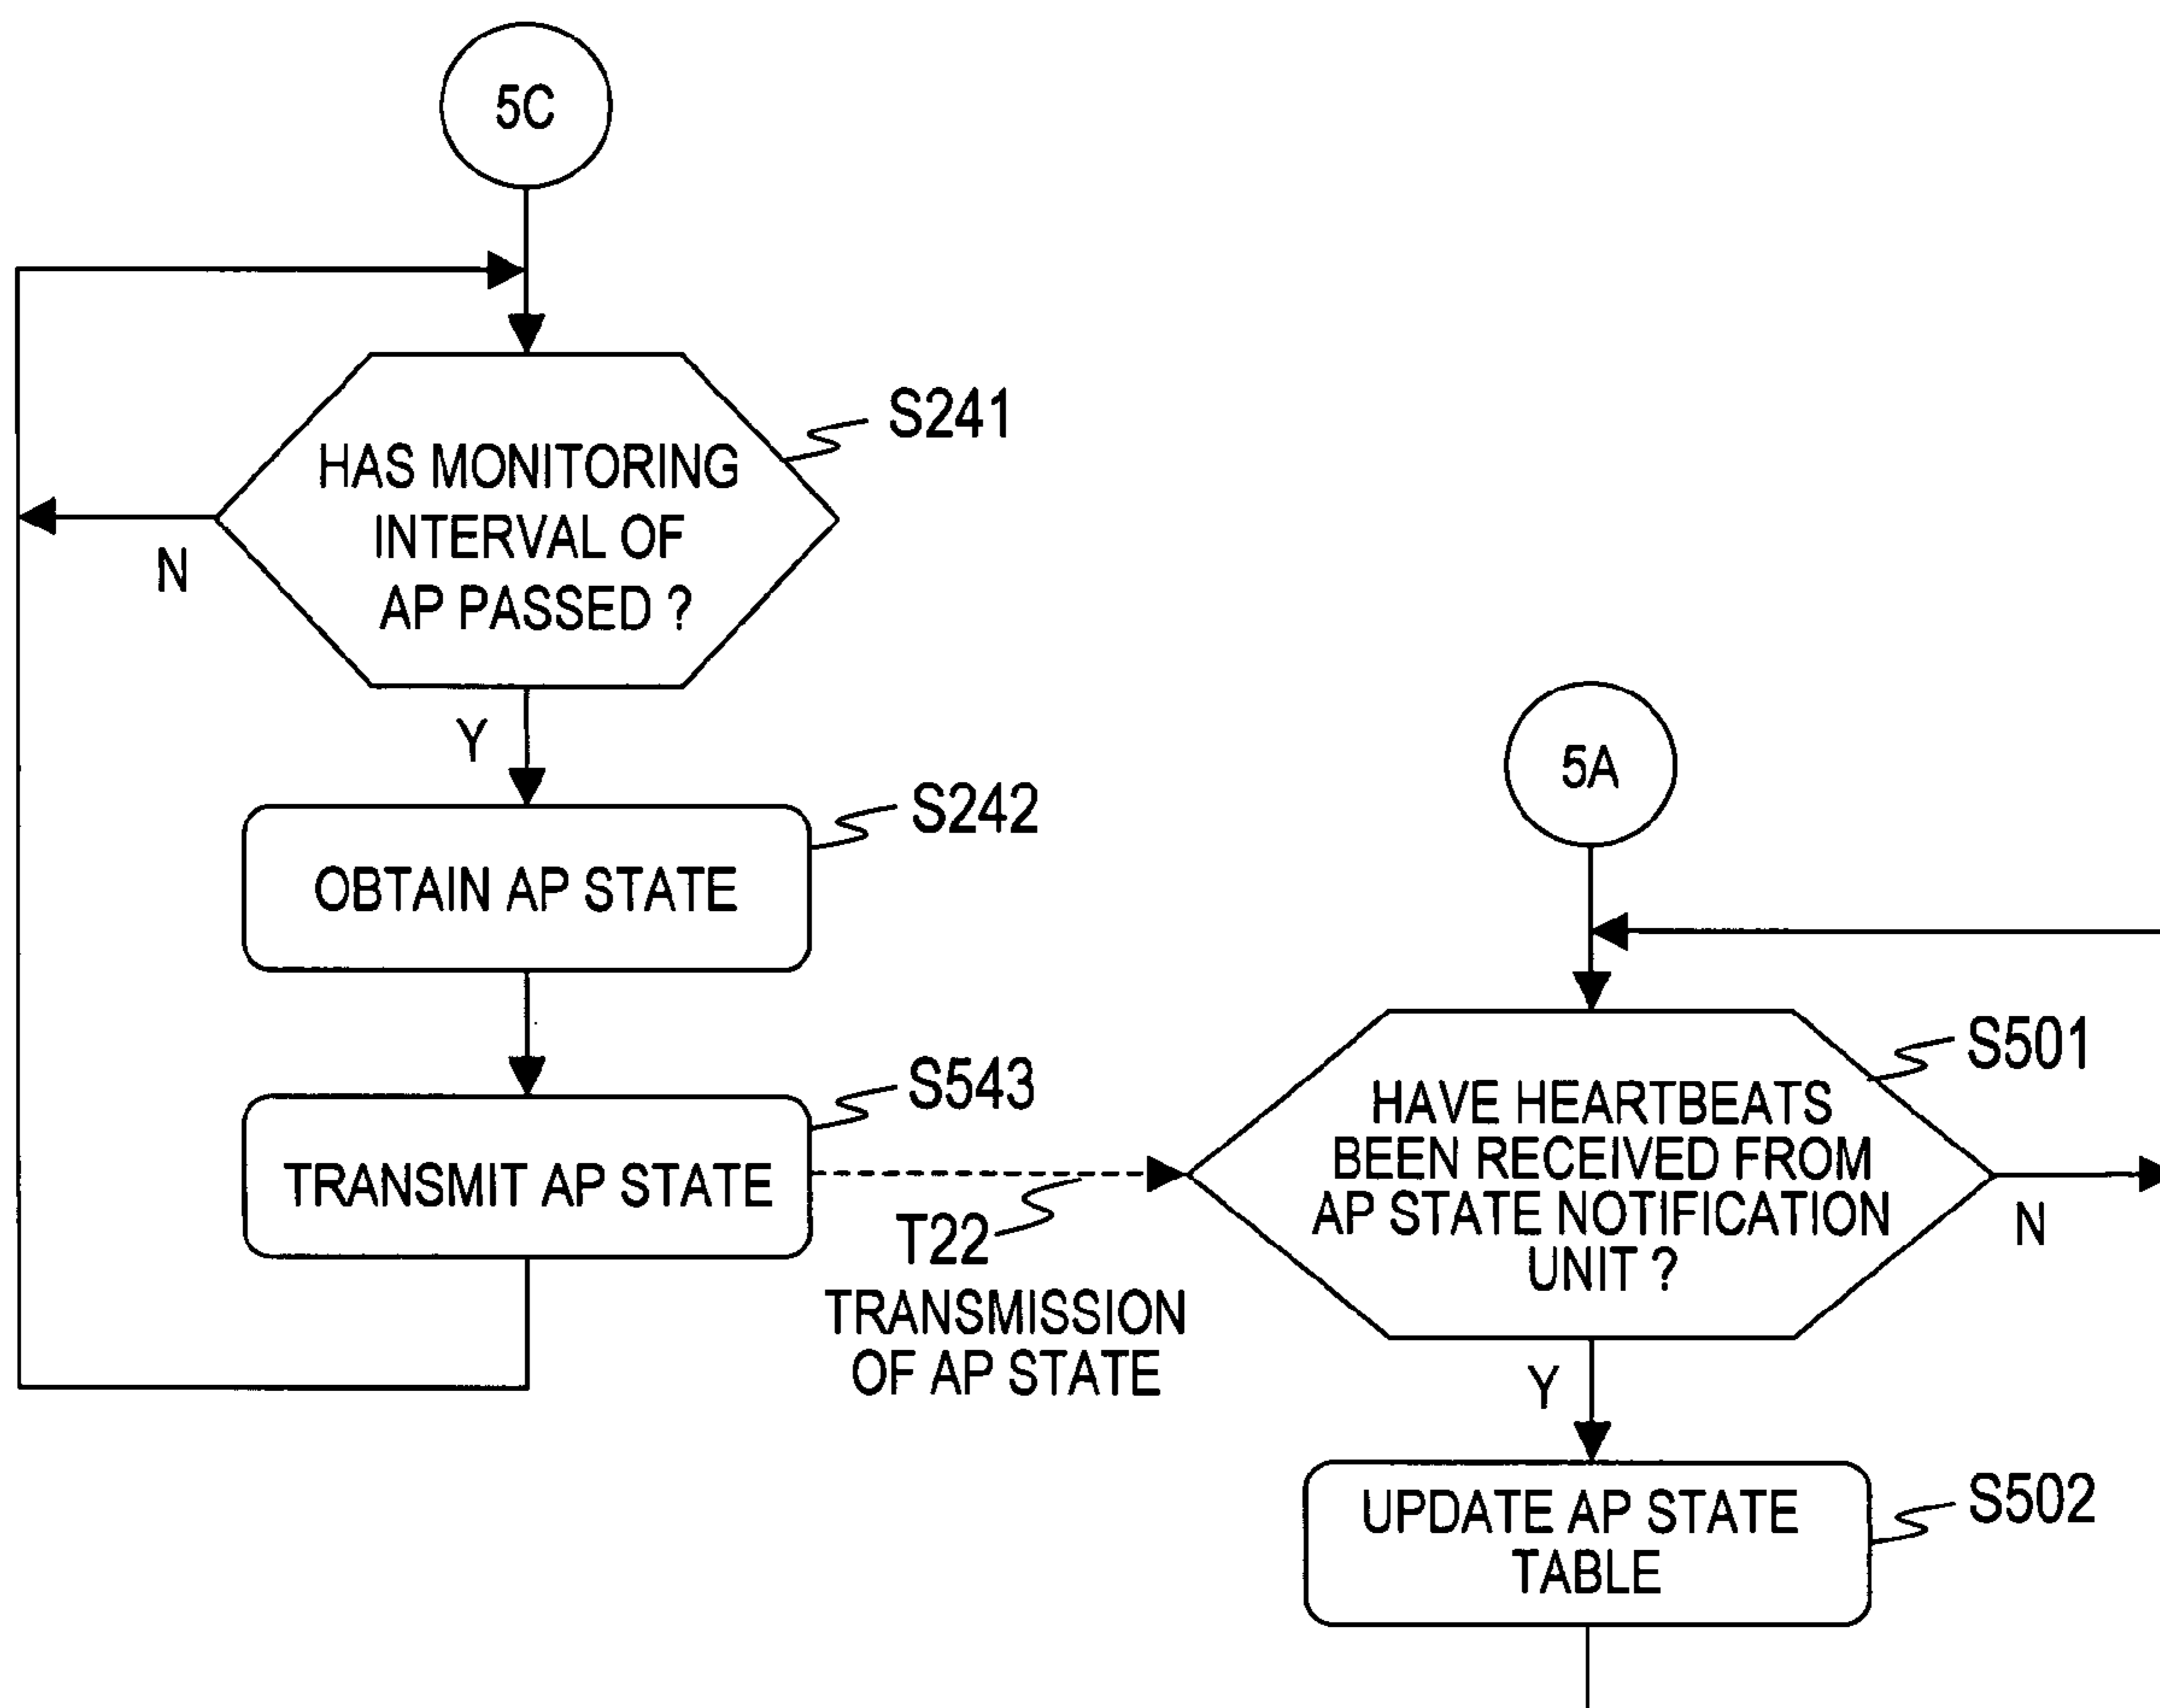 5C
S241
HAS MONITORING
INTERVAL OF
AP PASSED ?
N
Y
S242
OBTAIN AP STATE
S543
TRANSMIT AP STATE
T22
TRANSMISSION
OF AP STATE
5A
S501
HAVE HEARTBEATS
BEEN RECEIVED FROM
AP STATE NOTIFICATION
UNIT ?
N
Y
S502
UPDATE AP STATE
TABLE